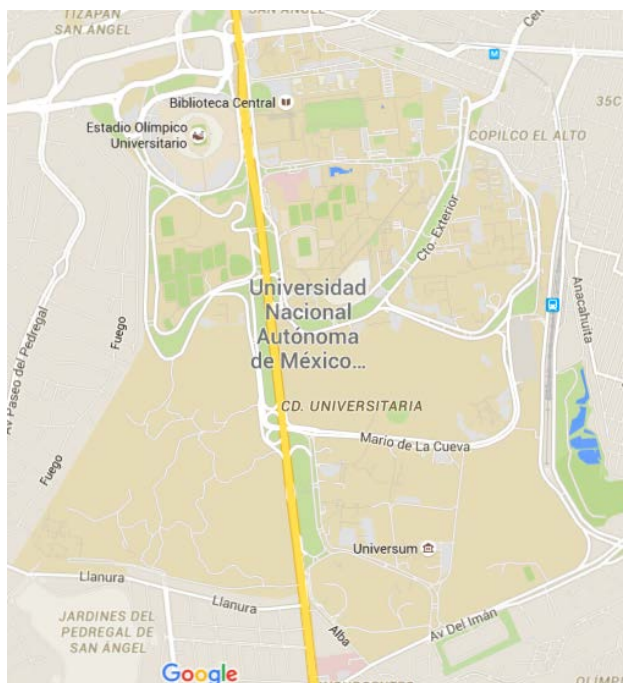 TIZAPAN
SAN ÁNGEL
SAN ÁNGEL
Biblioteca Central
Estadio Olímpico
Universitario
35C
COPILCO EL ALTO
Cto. Exterior
Anacahuita
Universidad
Nacional
Autónoma
de México...
Av Paseo del Pedregal
Fuego
CD. UNIVERSITARIA
Mario de La Cueva
Fuego
Universum
Llanura
Llanura
JARDINES DEL
PEDREGAL DE
SAN ÁNGEL
Alba
Av Del Imán
Google